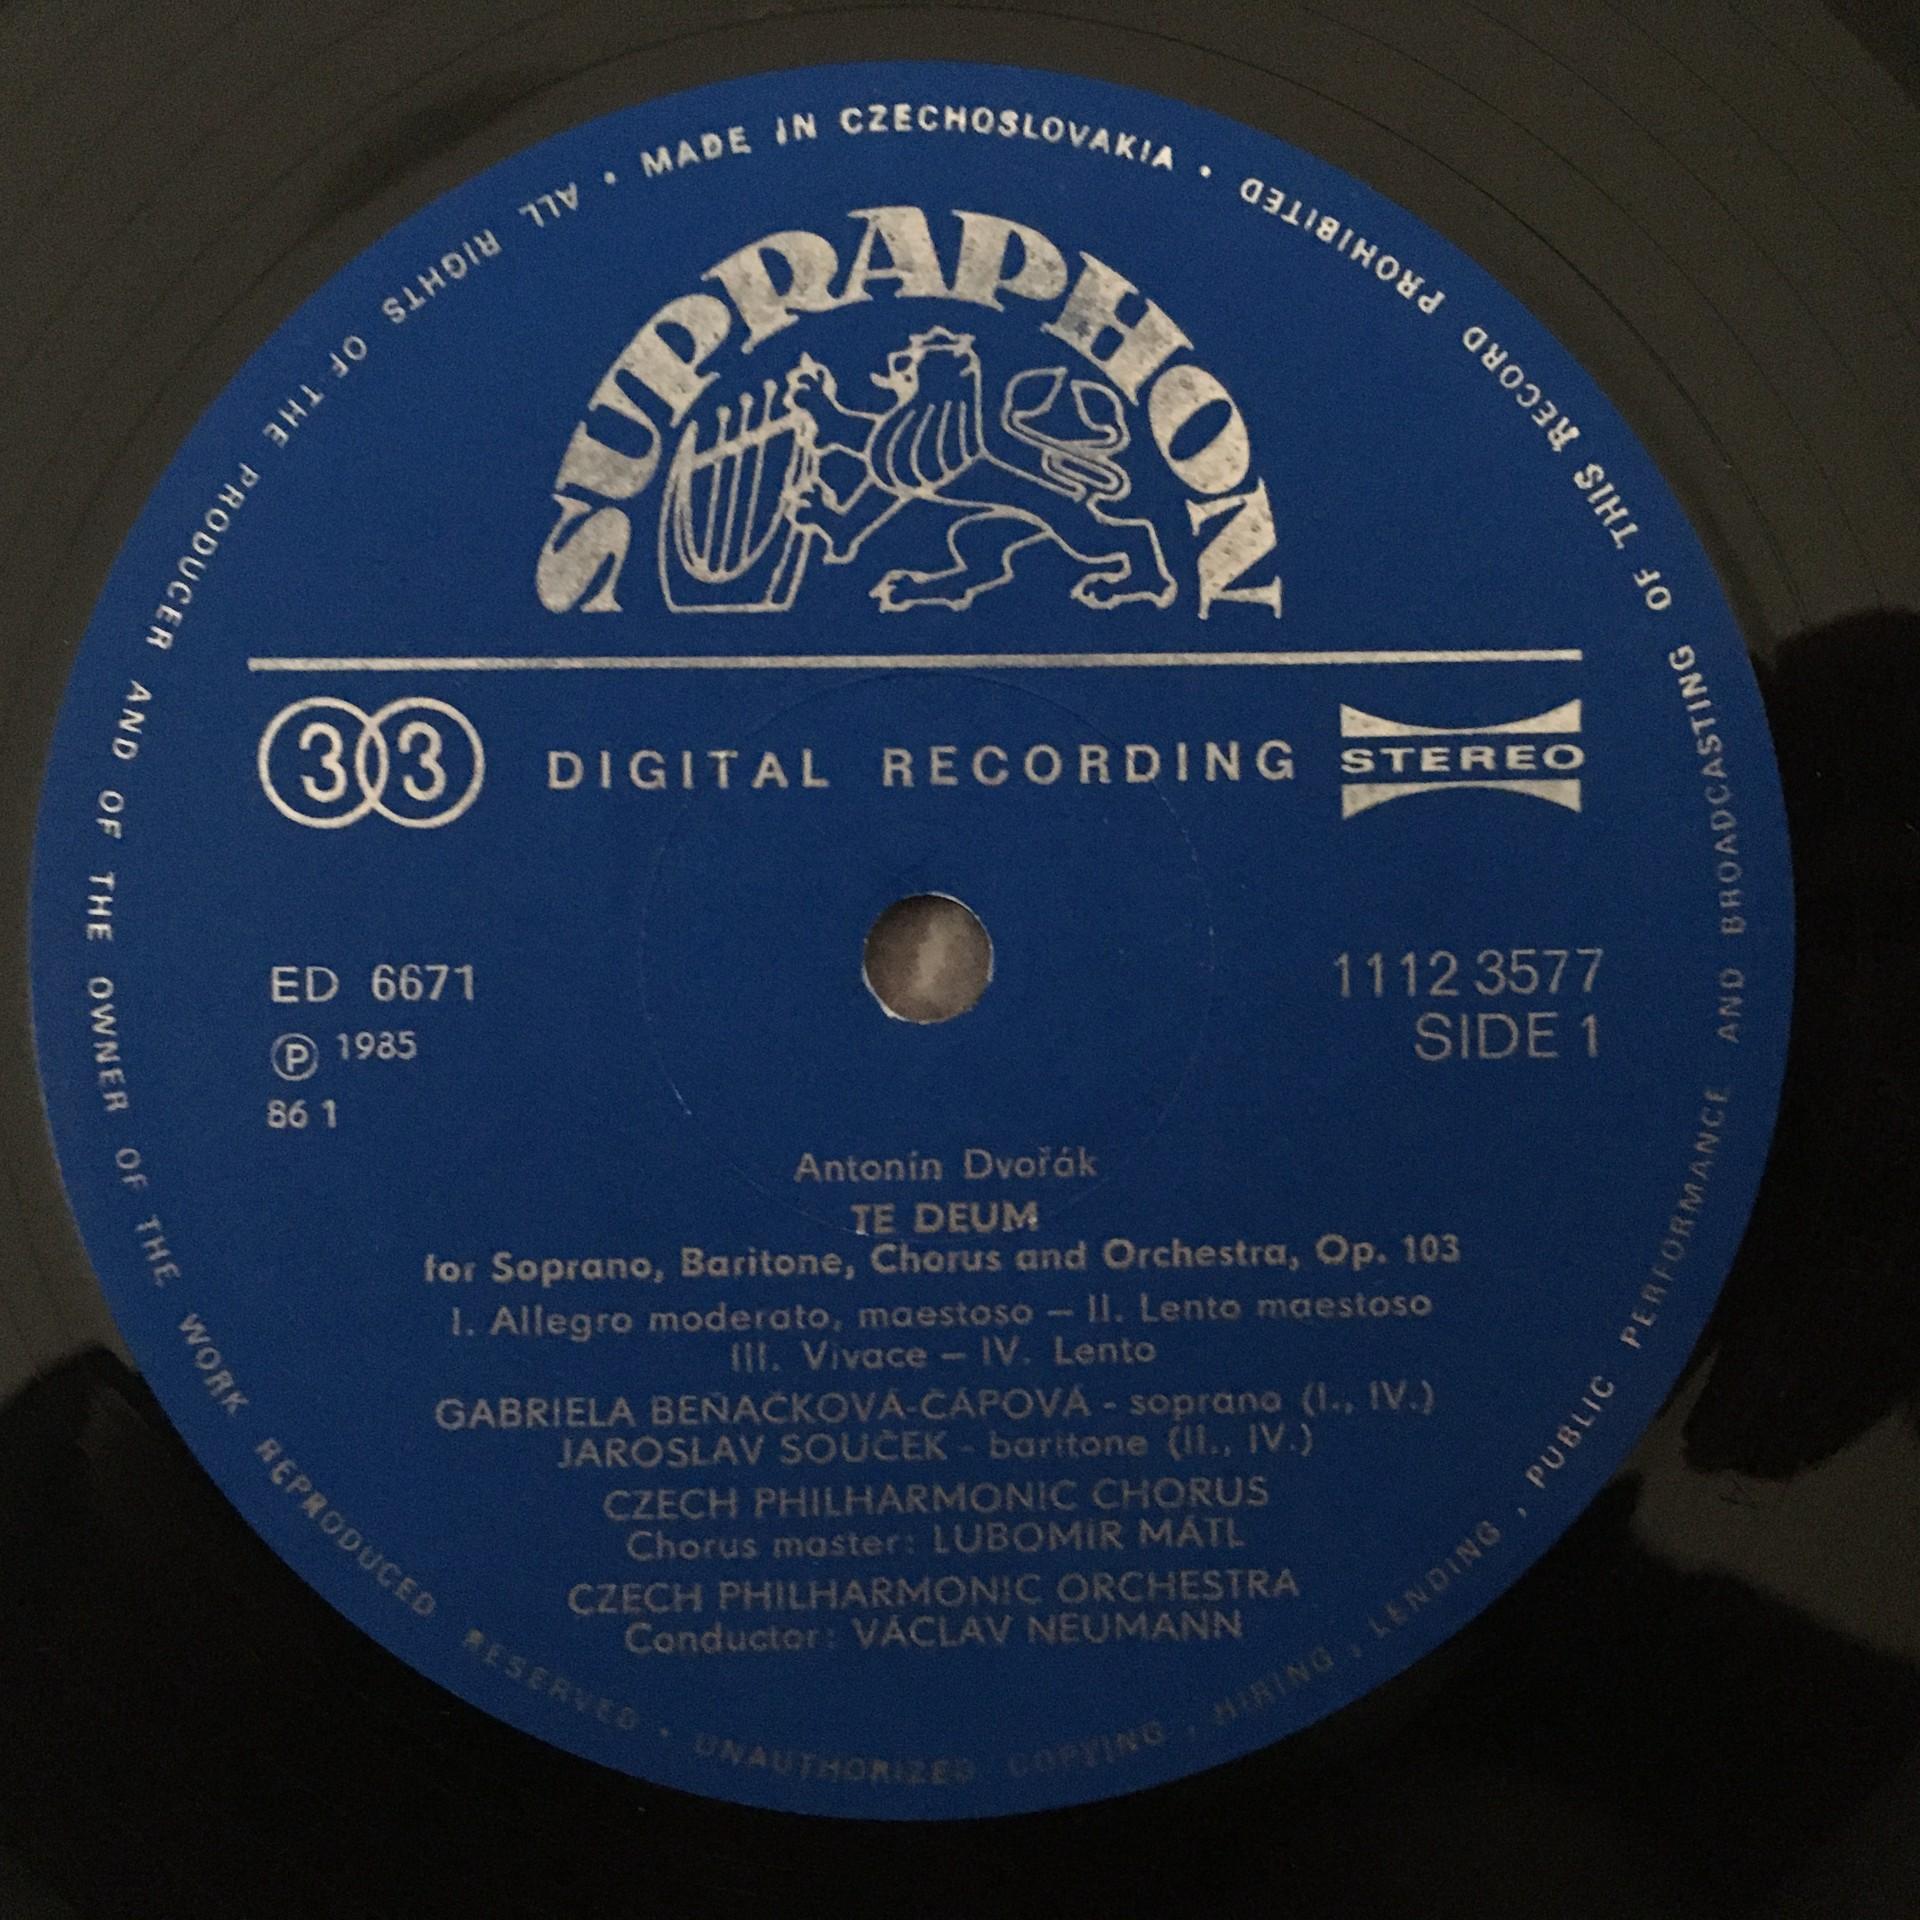 MADE IN CZECHOSLOVAKIA • PROHIBITED RECORD THIS OF BROADCASTING AND PERFORMANCE PUBLIC, LENDING, HIRING, COPYING UNAUTHORIZED • RESERVED REPRODUCED WORK THE OF OWNER THE OF AND PRODUCER THE OF RIGHTS ALL •
SUPRAPHON
33 DIGITAL RECORDING STEREO
ED 6671
℗ 1985
86 1
1112 3577
SIDE 1
Antonín Dvořák
TE DEUM
for Soprano, Baritone, Chorus and Orchestra, Op. 103
I. Allegro moderato, maestoso – II. Lento maestoso
III. Vivace – IV. Lento
GABRIELA BEŇAČKOVÁ-ČÁPOVÁ - soprano (I., IV.)
JAROSLAV SOUČEK - baritone (II., IV.)
CZECH PHILHARMONIC CHORUS
Chorus master: LUBOMÍR MÁTL
CZECH PHILHARMONIC ORCHESTRA
Conductor: VÁCLAV NEUMANN